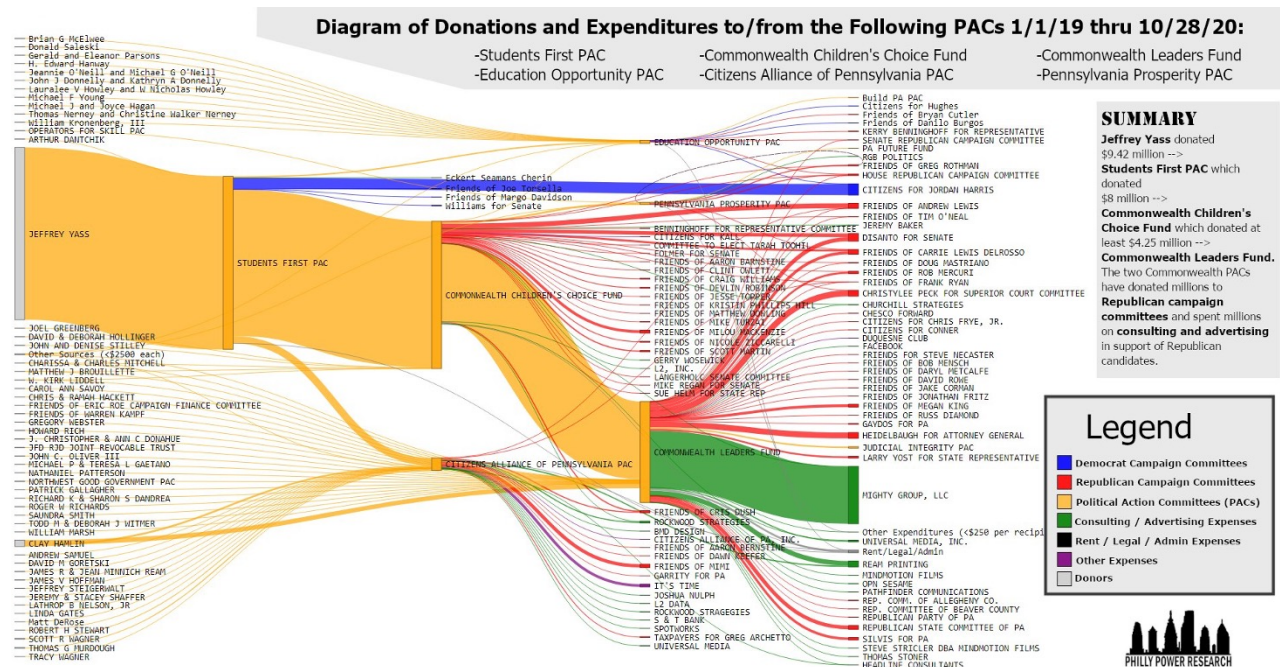 Diagram of Donations and Expenditures to/from the Following PACs 1/1/19 thru 10/28/20:
-Students First PAC
-Commonwealth Children's Choice Fund
-Commonwealth Leaders Fund
-Education Opportunity PAC
-Citizens Alliance of Pennsylvania PAC
-Pennsylvania Prosperity PAC
Brian G McElwee
Donald Saleski
Gerald and Eleanor Parsons
H. Edward Hanway
Jeannie O'Neill and Michael G O'Neill
John J Donnelly and Kathryn A Donnelly
Lauralee V Howley and W Nicholas Howley
Michael F Young
Michael J and Joyce Hagan
Thomas Nerney and Christine Walker Nerney
William Kronenberg, III
OPERATORS FOR SKILL PAC
ARTHUR DANTCHIK
JEFFREY YASS
JOEL GREENBERG
DAVID & DEBORAH HOLLINGER
JOHN AND DENISE STILLEY
Other Sources (<$2500 each)
CHARISSA & CHARLES MITCHELL
MATTHEW J BROUILLETTE
W. KIRK LIDDELL
CAROL ANN SAVOY
CHRIS & RAMAH HACKETT
FRIENDS OF ERIC ROE CAMPAIGN FINANCE COMMITTEE
FRIENDS OF WARREN KAMPF
GREGORY WEBSTER
HOWARD RICH
J. CHRISTOPHER & ANN C DONAHUE
JFD RJD JOINT REVOCABLE TRUST
JOHN C. OLIVER III
MICHAEL P & TERESA L GAETANO
NATHANIEL PATTERSON
NORTHWEST GOOD GOVERNMENT PAC
PATRICK GALLAGHER
RICHARD K & SHARON S DANDREA
ROGER W RICHARDS
SAUNDRA SMITH
TODD M & DEBORAH J WITMER
WILLIAM MARSH
CLAY HAMLIN
ANDREW SAMUEL
DAVID M GORETSKI
JAMES R & JEAN MINNICH REAM
JAMES V HOFFMAN
JEFFREY STEIGERWALT
JEREMY & STACEY SHAFFER
LATHROP B NELSON, JR
LINDA GATES
Matt DeRose
ROBERT H STEWART
SCOTT R WAGNER
THOMAS G MURDOUGH
TRACY WAGNER
STUDENTS FIRST PAC
Eckert Seamans Cherin
Friends of Joe Torsella
Friends of Margo Davidson
Williams for Senate
COMMONWEALTH CHILDREN'S CHOICE FUND
CITIZENS ALLIANCE OF PENNSYLVANIA PAC
EDUCATION OPPORTUNITY PAC
PENNSYLVANIA PROSPERITY PAC
BENNINGHOFF FOR REPRESENTATIVE COMMITTEE
CITIZENS FOR KAIL
COMMITTEE TO ELECT TARAH TOOHIL
FOLMER FOR SENATE
FRIENDS OF AARON BARNSTINE
FRIENDS OF CLINT OWLETT
FRIENDS OF CRAIG WILLIAMS
FRIENDS OF DEVLIN ROBINSON
FRIENDS OF JESSE TOPPER
FRIENDS OF KRISTIN PHILLIPS HILL
FRIENDS OF MATTHEW DOWLING
FRIENDS OF MIKE TURZAI
FRIENDS OF MILOU MACKENZIE
FRIENDS OF NICOLE ZICCARELLI
FRIENDS OF SCOTT MARTIN
GERRY WOSEWICK
L2, INC.
LANGERHOLC SENATE COMMITTEE
MIKE REGAN FOR SENATE
SUE HELM FOR STATE REP
COMMONWEALTH LEADERS FUND
FRIENDS OF CRIS DUSH
ROCKWOOD STRATEGIES
BMD DESIGN
CITIZENS ALLIANCE OF PA, INC.
FRIENDS OF AARON BERNSTINE
FRIENDS OF DAWN KEEFER
FRIENDS OF MIMI
GARRITY FOR PA
IT'S TIME
JOSHUA NULPH
L2 DATA
ROCKWOOD STRAGEGIES
S & T BANK
SPOTWORKS
TAXPAYERS FOR GREG ARCHETTO
UNIVERSAL MEDIA
Build PA PAC
Citizens for Hughes
Friends of Bryan Cutler
Friends of Danilo Burgos
KERRY BENNINGHOFF FOR REPRESENTATIVE
SENATE REPUBLICAN CAMPAIGN COMMITTEE
PA FUTURE FUND
RGB POLITICS
FRIENDS OF GREG ROTHMAN
HOUSE REPUBLICAN CAMPAIGN COMMITTEE
CITIZENS FOR JORDAN HARRIS
FRIENDS OF ANDREW LEWIS
FRIENDS OF TIM O'NEAL
JEREMY BAKER
DISANTO FOR SENATE
FRIENDS OF CARRIE LEWIS DELROSSO
FRIENDS OF DOUG MASTRIANO
FRIENDS OF ROB MERCURI
FRIENDS OF FRANK RYAN
CHRISTYLEE PECK FOR SUPERIOR COURT COMMITTEE
CHURCHILL STRATEGIES
CHESCO FORWARD
CITIZENS FOR CHRIS FRYE, JR.
CITIZENS FOR CONNER
DUQUESNE CLUB
FACEBOOK
FRIENDS FOR STEVE NECASTER
FRIENDS OF BOB MENSCH
FRIENDS OF DARYL METCALFE
FRIENDS OF DAVID ROWE
FRIENDS OF JAKE CORMAN
FRIENDS OF JONATHAN FRITZ
FRIENDS OF MEGAN KING
FRIENDS OF RUSS DIAMOND
GAYDOS FOR PA
HEIDELBAUGH FOR ATTORNEY GENERAL
JUDICIAL INTEGRITY PAC
LARRY YOST FOR STATE REPRESENTATIVE
MIGHTY GROUP, LLC
Other Expenditures (<$250 per recipi
UNIVERSAL MEDIA, INC.
Rent/Legal/Admin
REAM PRINTING
MINDMOTION FILMS
OPN SESAME
PATHFINDER COMMUNICATIONS
REP. COMM. OF ALLEGHENY CO.
REP. COMMITTEE OF BEAVER COUNTY
REPUBLICAN PARTY OF PA
REPUBLICAN STATE COMMITTEE OF PA
SILVIS FOR PA
STEVE STRICLER DBA MINDMOTION FILMS
THOMAS STONER
HEADLINE CONSULTANTS
SUMMARY
Jeffrey Yass donated
$9.42 million -->
Students First PAC which
donated
$8 million -->
Commonwealth Children's
Choice Fund which donated at
least $4.25 million -->
Commonwealth Leaders Fund.
The two Commonwealth PACs
have donated millions to
Republican campaign
committees and spent millions
on consulting and advertising
in support of Republican
candidates.
Legend
Democrat Campaign Committees
Republican Campaign Committees
Political Action Committees (PACs)
Consulting / Advertising Expenses
Rent / Legal / Admin Expenses
Other Expenses
Donors
PHILLY POWER RESEARCH